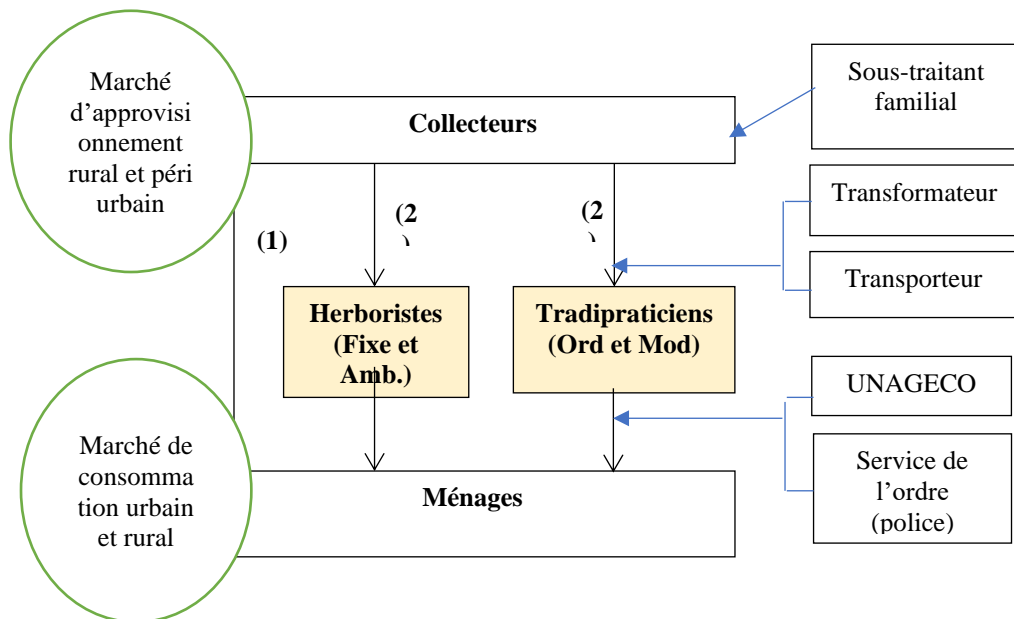 Marché
d'approvisi
onnement
rural et péri
urbain
Collecteurs
Sous-traitant
familial
Transformateur
Transporteur
(1)
(2
).
(2
).
Herboristes
(Fixe et
Amb.)
Tradipraticiens
(Ord et Mod)
UNAGECO
Service de
l'ordre
(police)
Marché de
consomma
tion urbain
et rural
Ménages